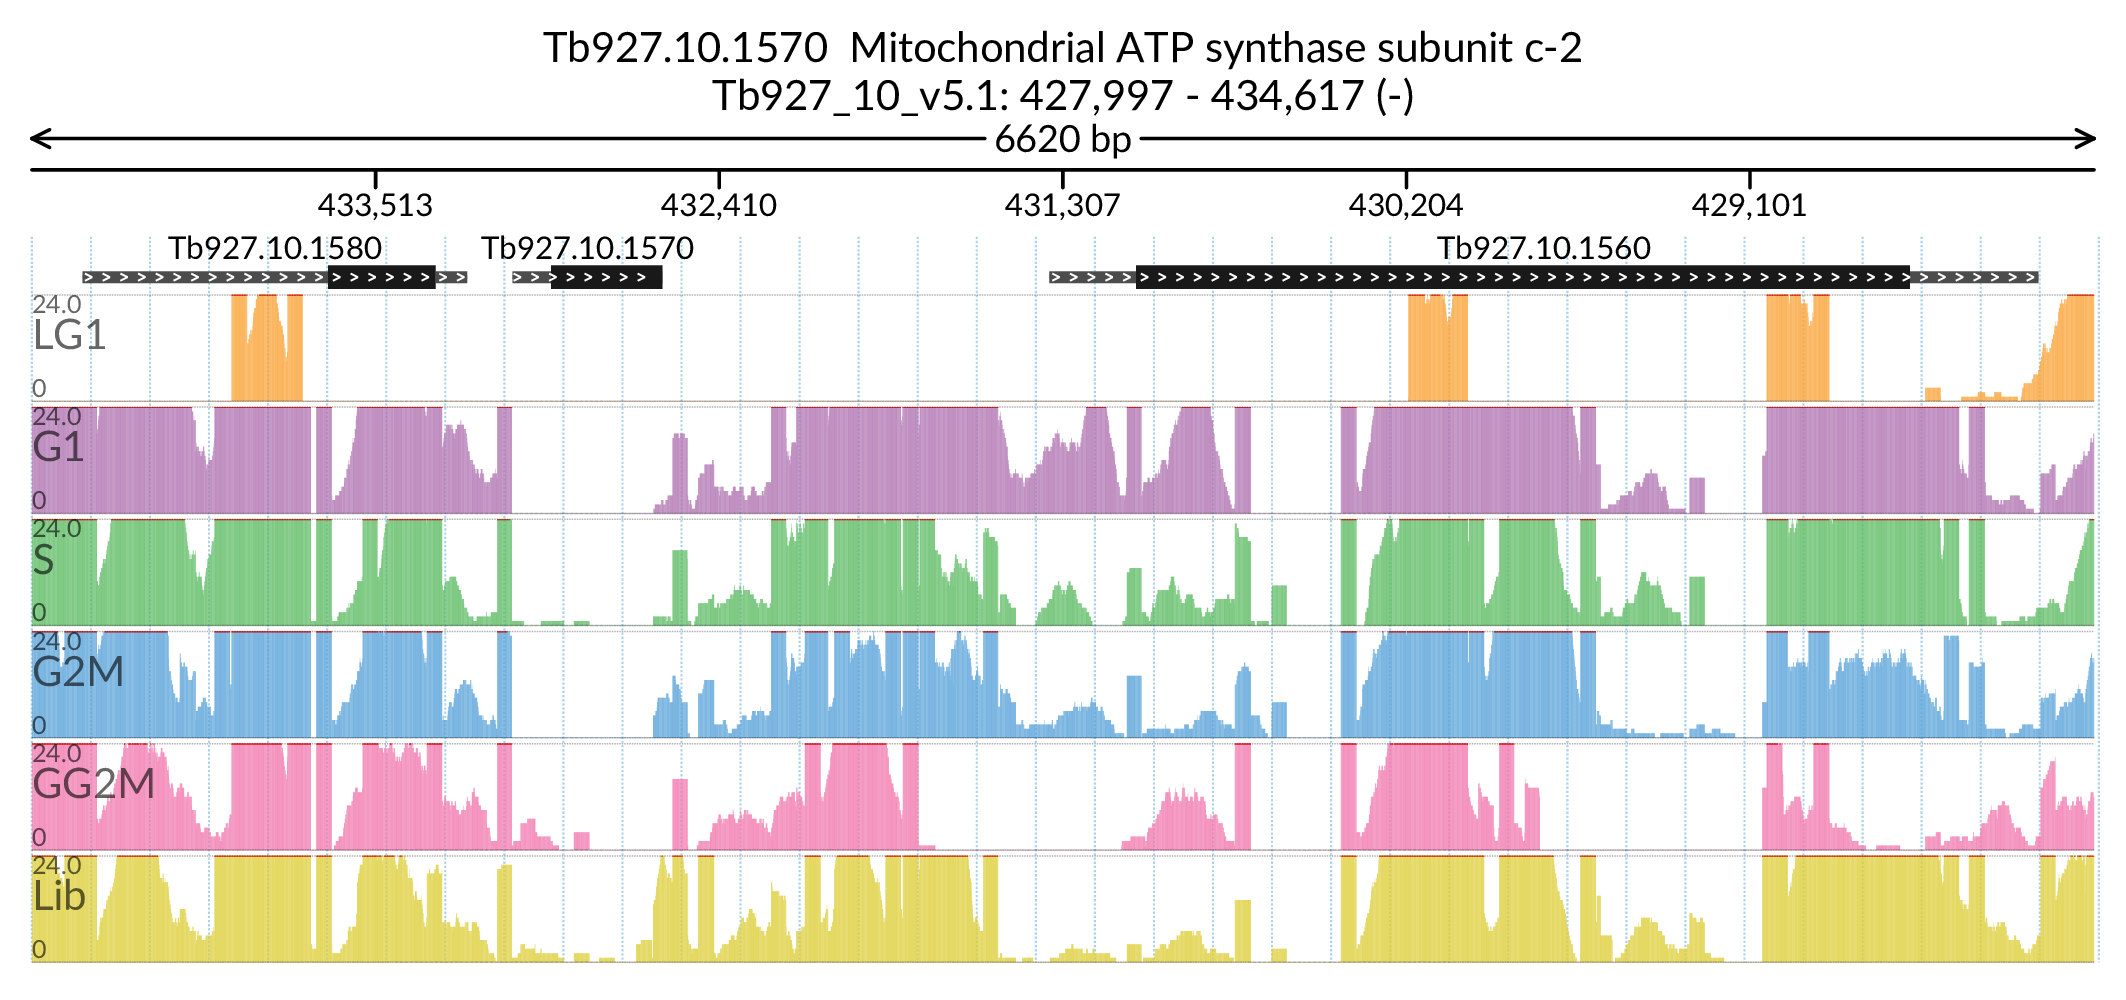 Tb927.10.1570  Mitochondrial ATP synthase subunit c-2
Tb927_10_v5.1: 427,997 - 434,617 (-)
6620 bp
433,513 432,410 431,307 430,204 429,101
Tb927.10.1580 Tb927.10.1570 Tb927.10.1560
24.0
LG1
0
24.0
G1
0
24.0
S
0
24.0
G2M
0
24.0
GG2M
0
24.0
Lib
0